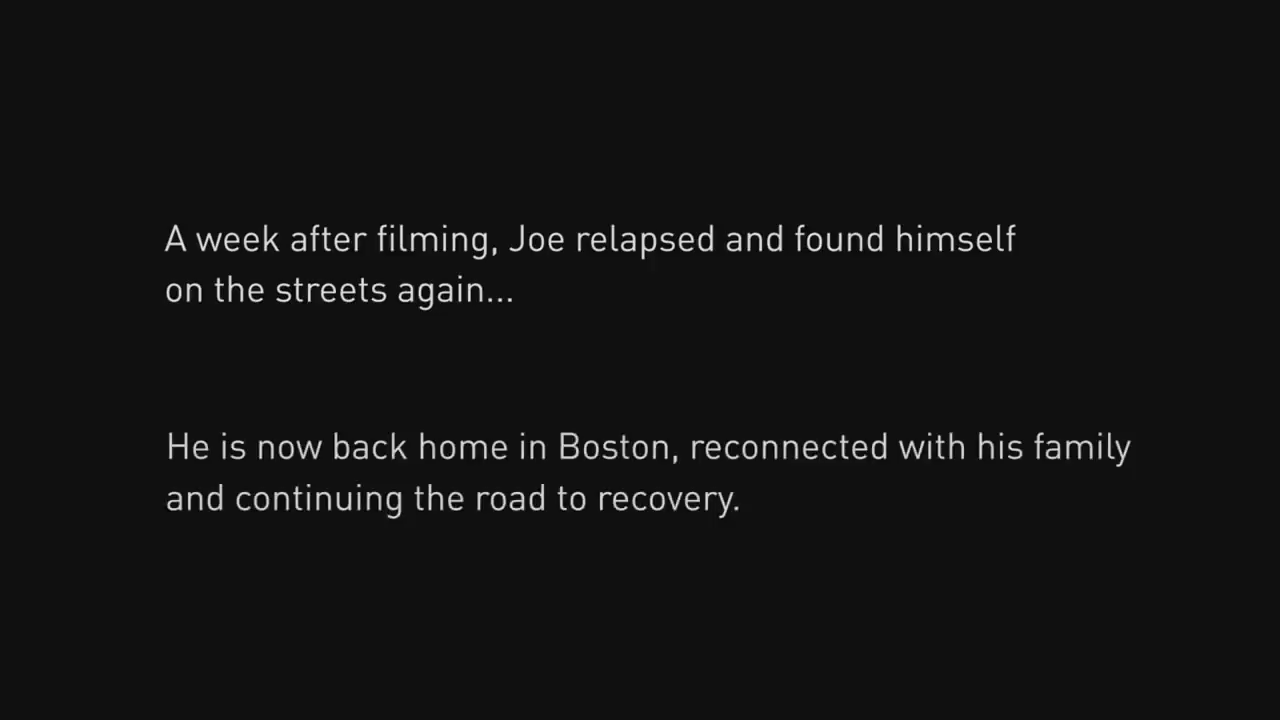 A week after filming, Joe relapsed and found himself
on the streets again...
He is now back home in Boston, reconnected with his family
and continuing the road to recovery.